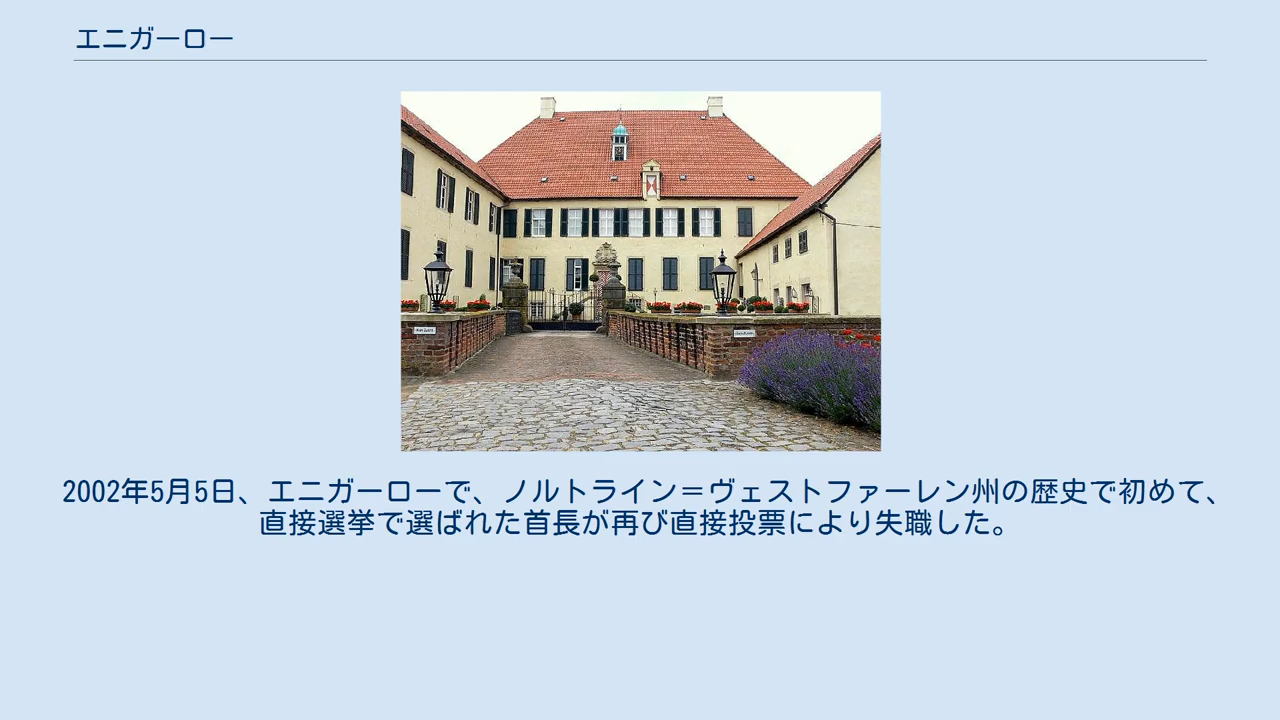 エニガーロー
2002年5月5日、エニガーローで、ノルトライン＝ヴェストファーレン州の歴史で初めて、
直接選挙で選ばれた首長が再び直接投票により失職した。